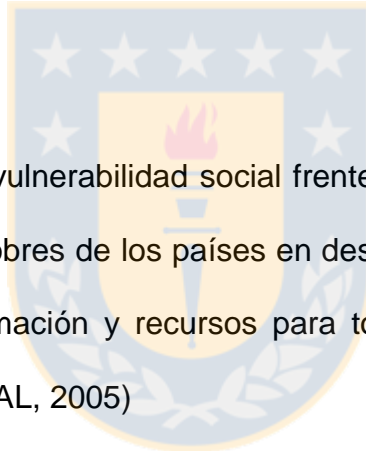 vulnerabilidad social frente
obres de los países en des
mación y recursos para to
AL, 2005)